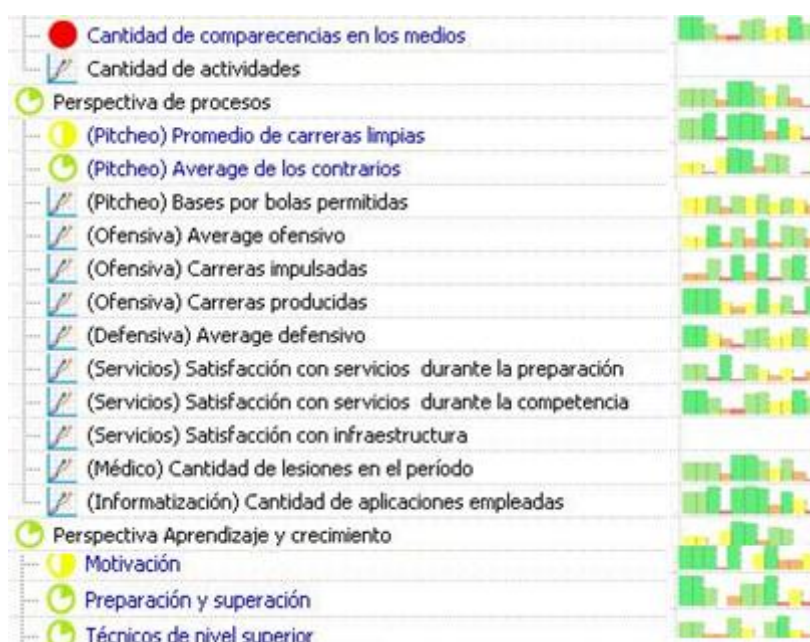 Cantidad de comparecencias en los medios
Cantidad de actividades
Perspectiva de procesos
(Pitcheo) Promedio de carreras limpias
(Pitcheo) Average de los contrarios
(Pitcheo) Bases por bolas permitidas
(Ofensiva) Average ofensivo
(Ofensiva) Carreras impulsadas
(Ofensiva) Carreras producidas
(Defensiva) Average defensivo
(Servicios) Satisfacción con servicios durante la preparación
(Servicios) Satisfacción con servicios durante la competencia
(Servicios) Satisfacción con infraestructura
(Médico) Cantidad de lesiones en el período
(Informatización) Cantidad de aplicaciones empleadas
Perspectiva Aprendizaje y crecimiento
Motivación
Preparación y superación
Técnicos de nivel superior